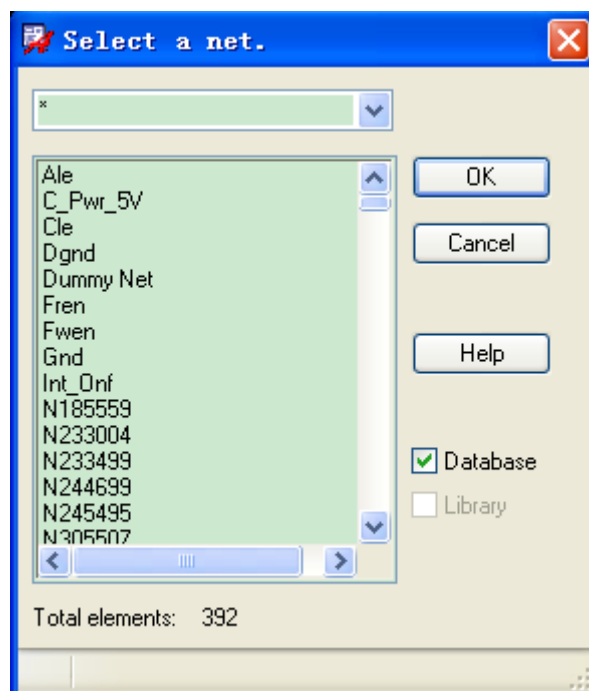 Select a net.
*
Ale
C_Pwr_5V
Cle
Dgnd
Dummy Net
Fren
Fwen
Gnd
Int_Onf
N185559
N233004
N233499
N244699
N245495
N305507
OK
Cancel
Help
Database
Library
Total elements: 392